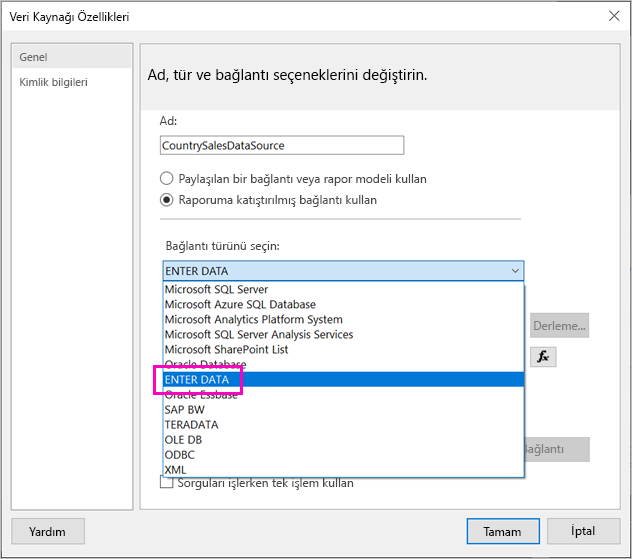 Veri Kaynağı Özellikleri
Genel
Kimlik bilgileri
Ad, tür ve bağlantı seçeneklerini değiştirin.
Ad:
CountrySalesDataSource
Paylaşılan bir bağlantı veya rapor modeli kullan
Raporuma katıştırılmış bağlantı kullan
Bağlantı türünü seçin:
ENTER DATA
Microsoft SQL Server
Microsoft Azure SQL Database
Microsoft Analytics Platform System
Microsoft SQL Server Analysis Services
Microsoft SharePoint List
Oracle Database
ENTER DATA
Oracle Essbase
SAP BW
TERADATA
OLE DB
ODBC
XML
Derleme...
fx
Bağlantı
Sorguları işlerken tek işlem kullan
Yardım
Tamam
İptal